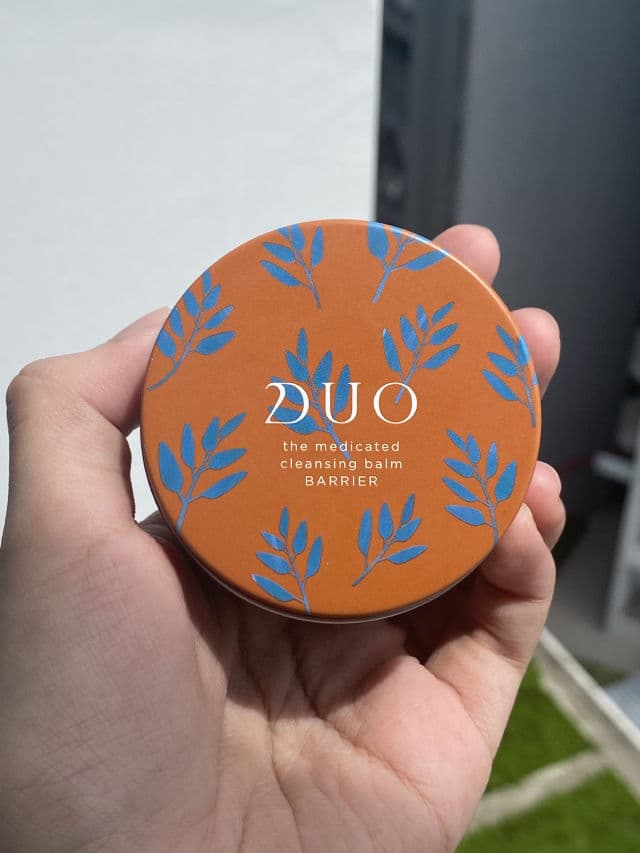 DUO
the medicated
cleansing balm
BARRIER